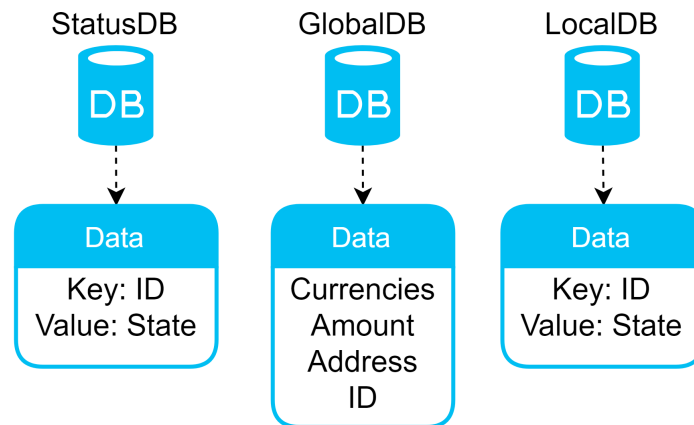 StatusDB
GlobalDB
LocalDB
DB
DB
DB
Data
Key: ID
Value: State
Data
Currencies
Amount
Address
ID
Data
Key: ID
Value: State